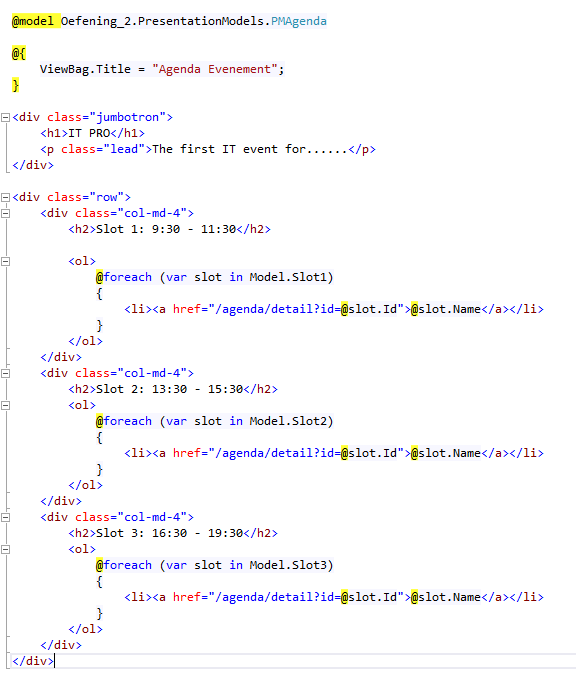 @model Oefening_2.PresentationModels.PMAgenda
@{
    ViewBag.Title = "Agenda Evenement";
}
<div class="jumbotron">
    <h1>IT PRO</h1>
    <p class="lead">The first IT event for......</p>
</div>
<div class="row">
    <div class="col-md-4">
        <h2>Slot 1: 9:30 - 11:30</h2>
        <ol>
            @foreach (var slot in Model.Slot1)
            {
                <li><a href="/agenda/detail?id=@slot.Id">@slot.Name</a></li>
            }
        </ol>
    </div>
    <div class="col-md-4">
        <h2>Slot 2: 13:30 - 15:30</h2>
        <ol>
            @foreach (var slot in Model.Slot2)
            {
                <li><a href="/agenda/detail?id=@slot.Id">@slot.Name</a></li>
            }
        </ol>
    </div>
    <div class="col-md-4">
        <h2>Slot 3: 16:30 - 19:30</h2>
        <ol>
            @foreach (var slot in Model.Slot3)
            {
                <li><a href="/agenda/detail?id=@slot.Id">@slot.Name</a></li>
            }
        </ol>
    </div>
</div>